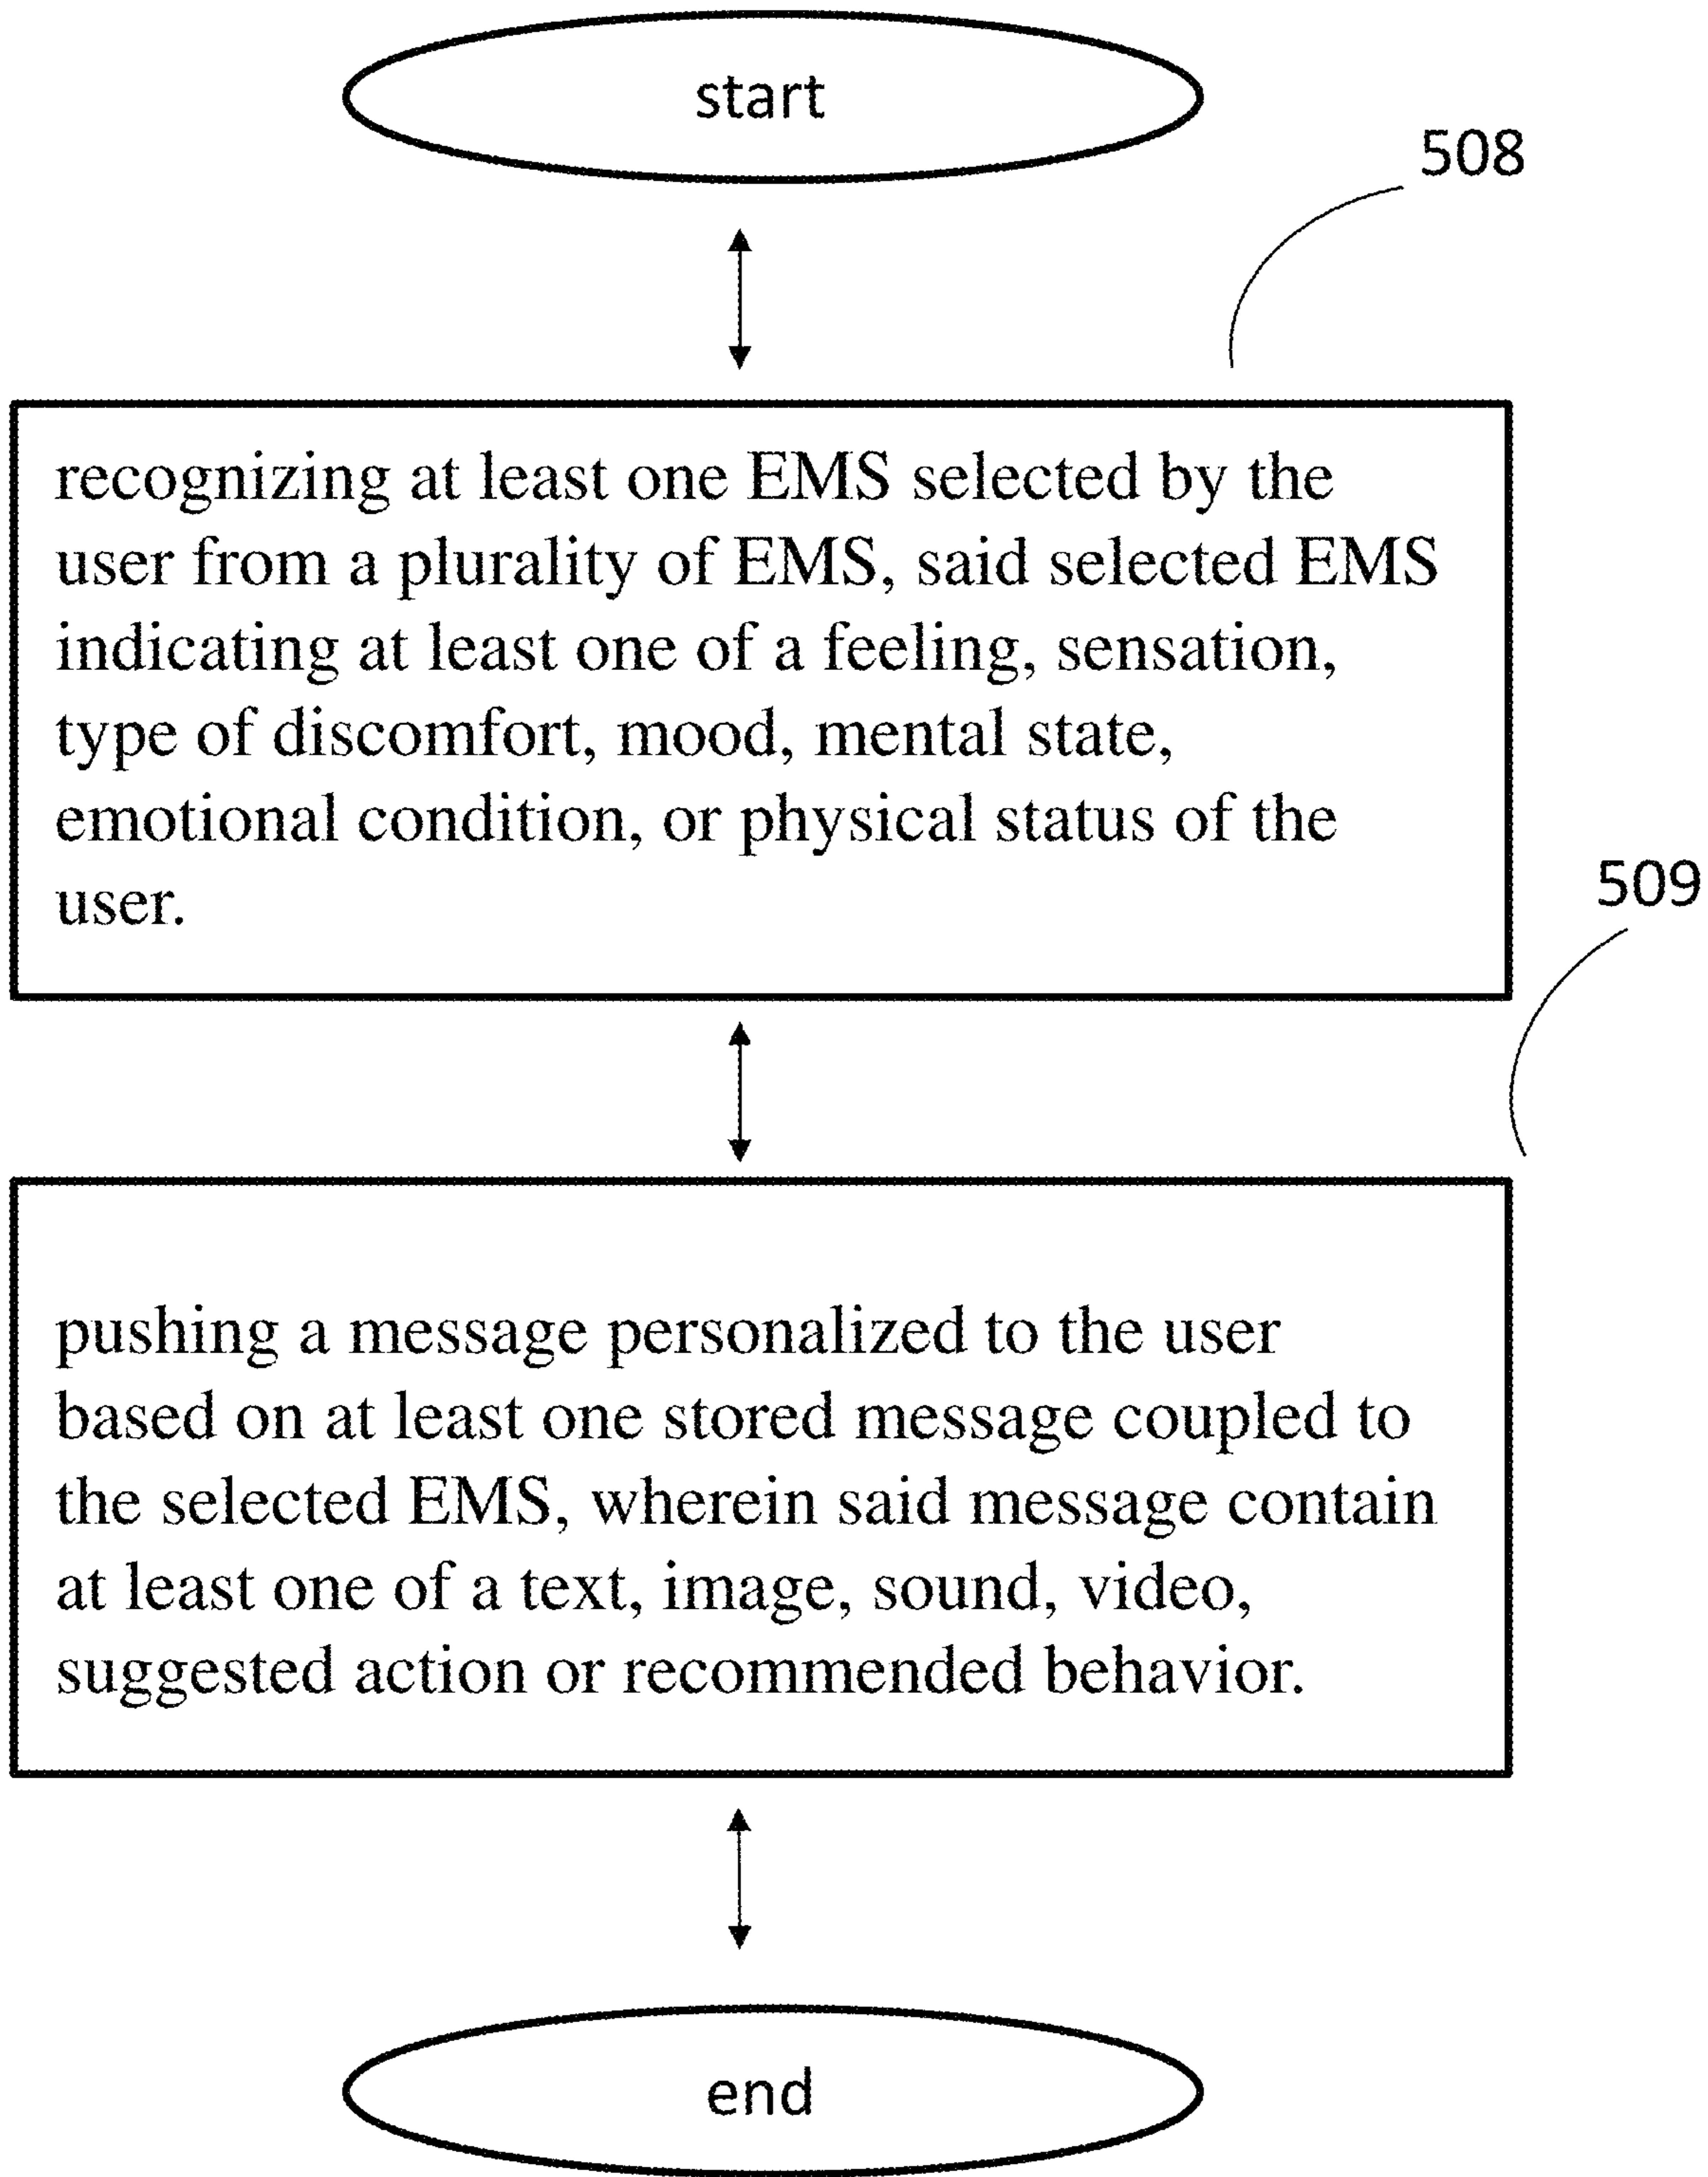 start
508
recognizing at least one EMS selected by the
user from a plurality of EMS, said selected EMS
indicating at least one of a feeling, sensation,
type of discomfort, mood, mental state,
emotional condition, or physical status of the
user.
509
pushing a message personalized to the user
based on at least one stored message coupled to
the selected EMS, wherein said message contain
at least one of a text, image, sound, video,
suggested action or recommended behavior.
end